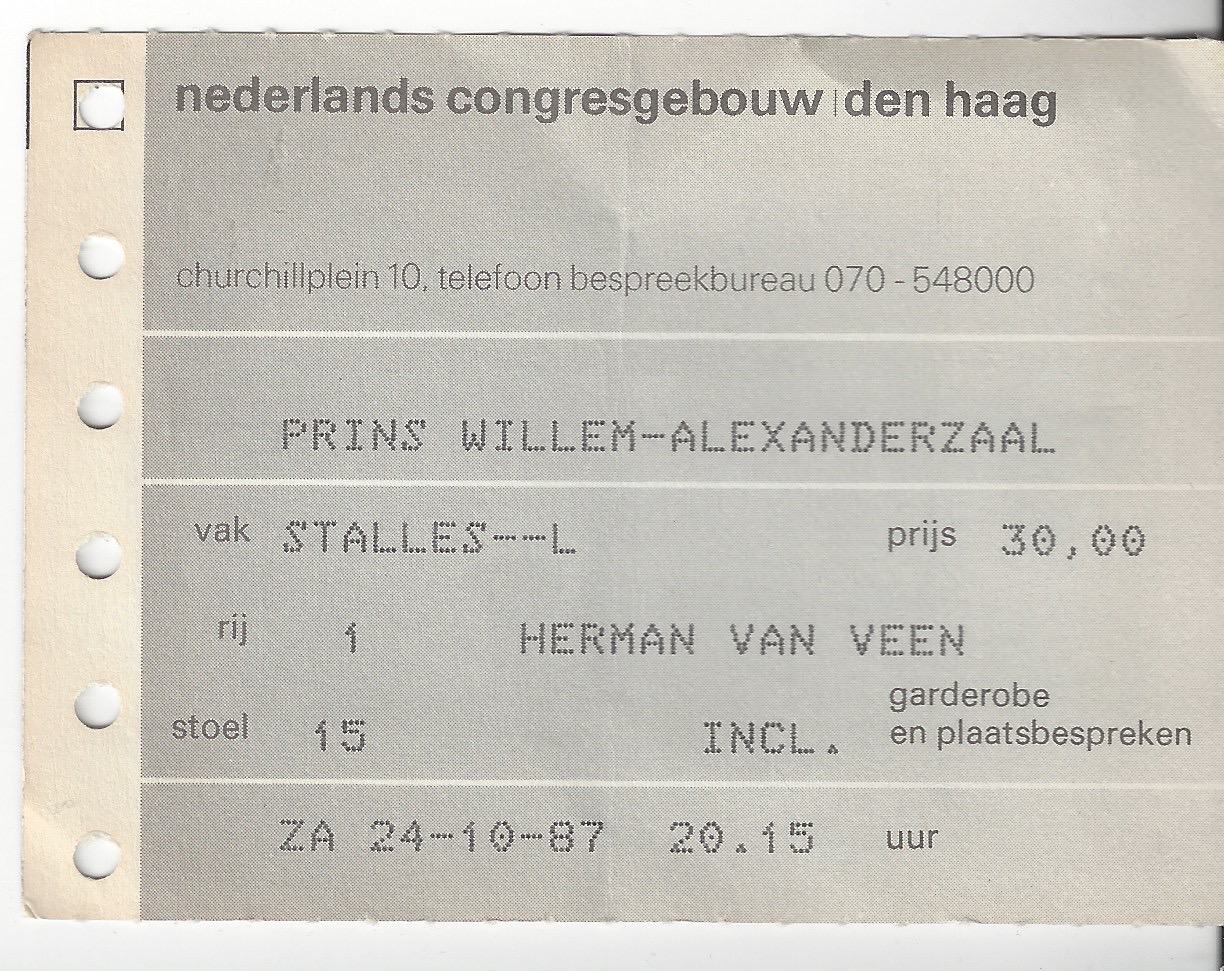 nederlands congresgebouw | den haag
churchillplein 10, telefoon bespreekbureau 070 - 548000
PRINS WILLEM-ALEXANDERZAAL
vak STALLES--L prijs 30,00
rij 1 HERMAN VAN VEEN
garderobe
stoel 15 INCL. en plaatsbespreken
ZA 24-10-87 20.15 uur